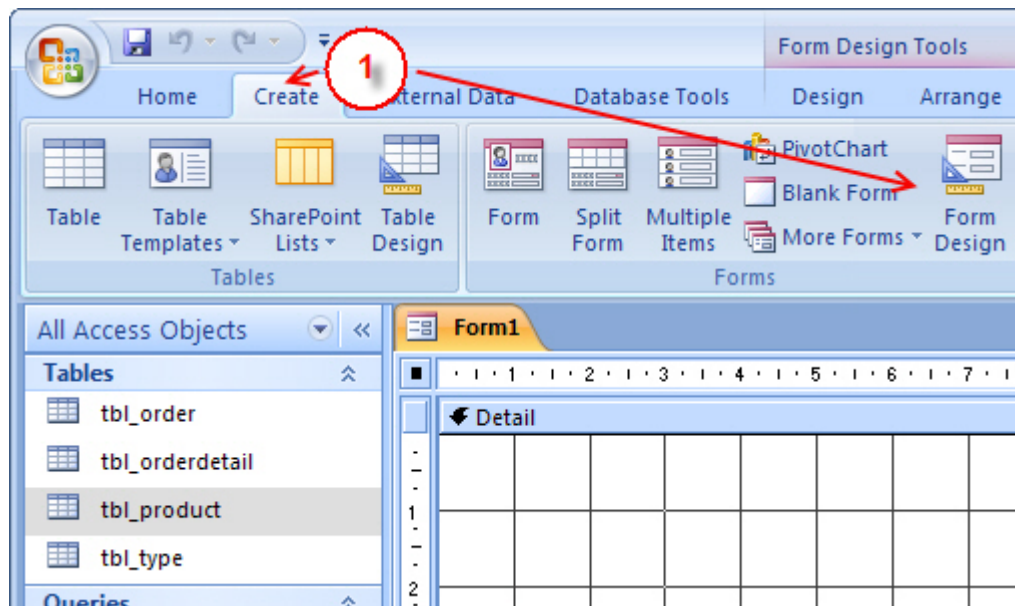 Form Design Tools
1
Home Create External Data Database Tools Design Arrange
PivotChart
Blank Form
More Forms
Table Table Templates SharePoint Lists Table Design Form Split Form Multiple Items Form Design
Tables Forms
All Access Objects
Form1
Tables
1 2 3 4 5 6 7
tbl_order
Detail
tbl_orderdetail
tbl_product
1
tbl_type
2
Queries